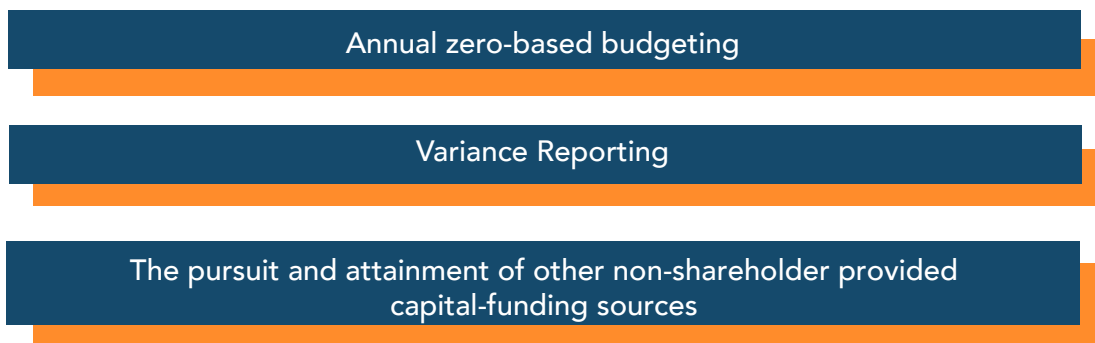 Annual zero-based budgeting
Variance Reporting
The pursuit and attainment of other non-shareholder provided
capital-funding sources